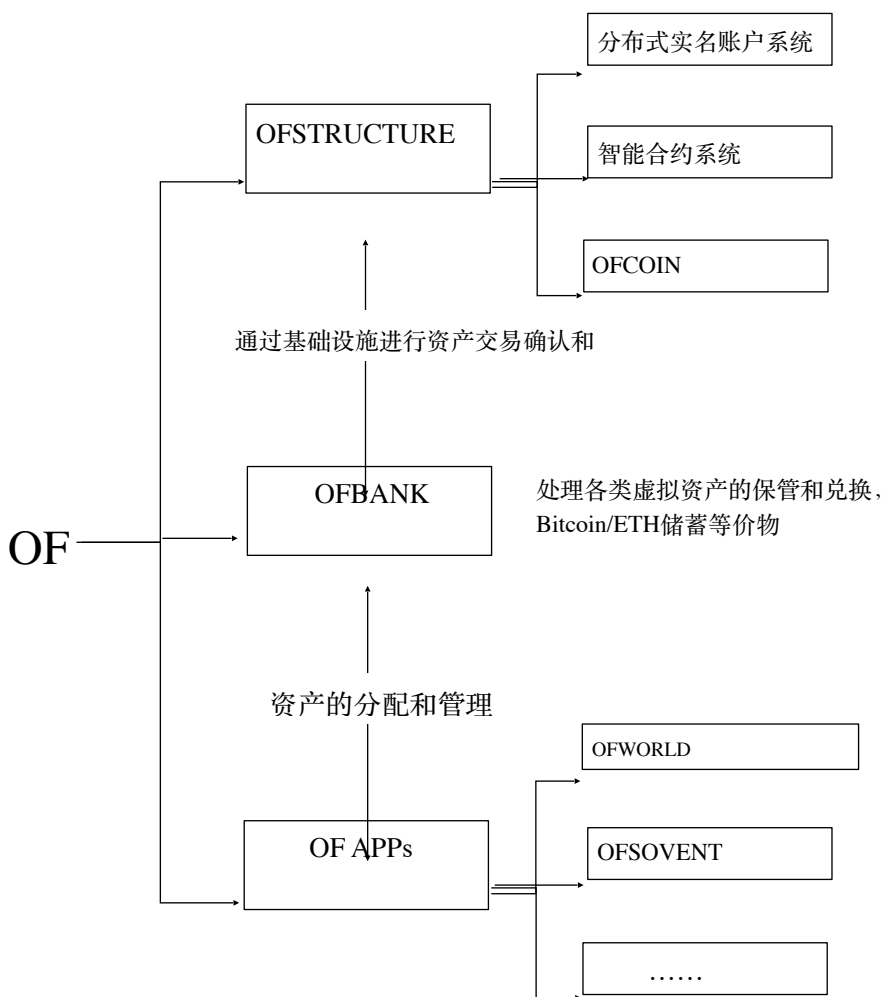 分布式实名账户系统
OFSTRUCTURE
智能合约系统
OFCOIN
通过基础设施进行资产交易确认和
OFBANK
处理各类虚拟资产的保管和兑换,
Bitcoin/ETH储蓄等价物
OF
资产的分配和管理
OFWORLD
OF APPs
OFSOVENT
……